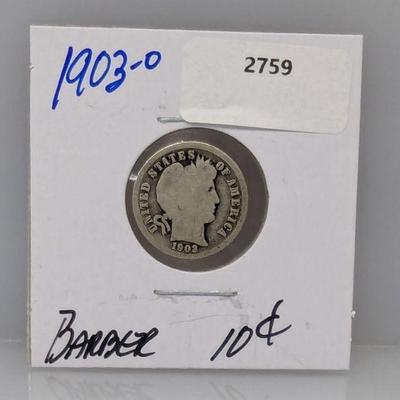 1903-O
2759
UNITED STATES OF AMERICA
1903
BARBER 10¢